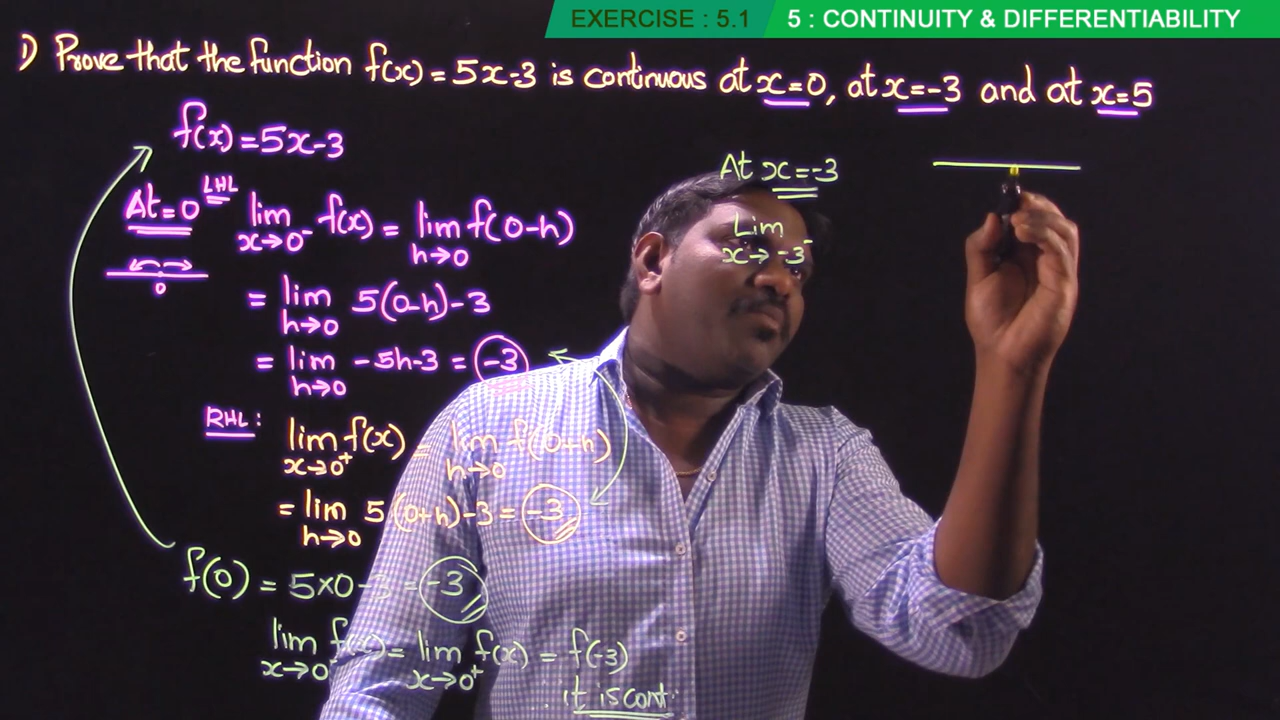 EXERCISE : 5.1 5 : CONTINUITY & DIFFERENTIABILITY
1) Prove that the function f(x) = 5x-3 is continuous at x=0, at x=-3 and at x=5
f(x)=5x-3
At=0 LHL lim x→0⁻ f(x) = lim h→0 f(0-h)
0
= lim h→0 5(0-h)-3
= lim h→0 -5h-3 = -3
RHL: lim x→0⁺ f(x) = lim h→0 f(0+h)
= lim h→0 5(0+h)-3 = -3
f(0) = 5×0-3 = -3
lim x→0⁻ f(x) = lim x→0⁺ f(x) = f(-3)
it is cont.
At x=-3
Lim x→-3⁻